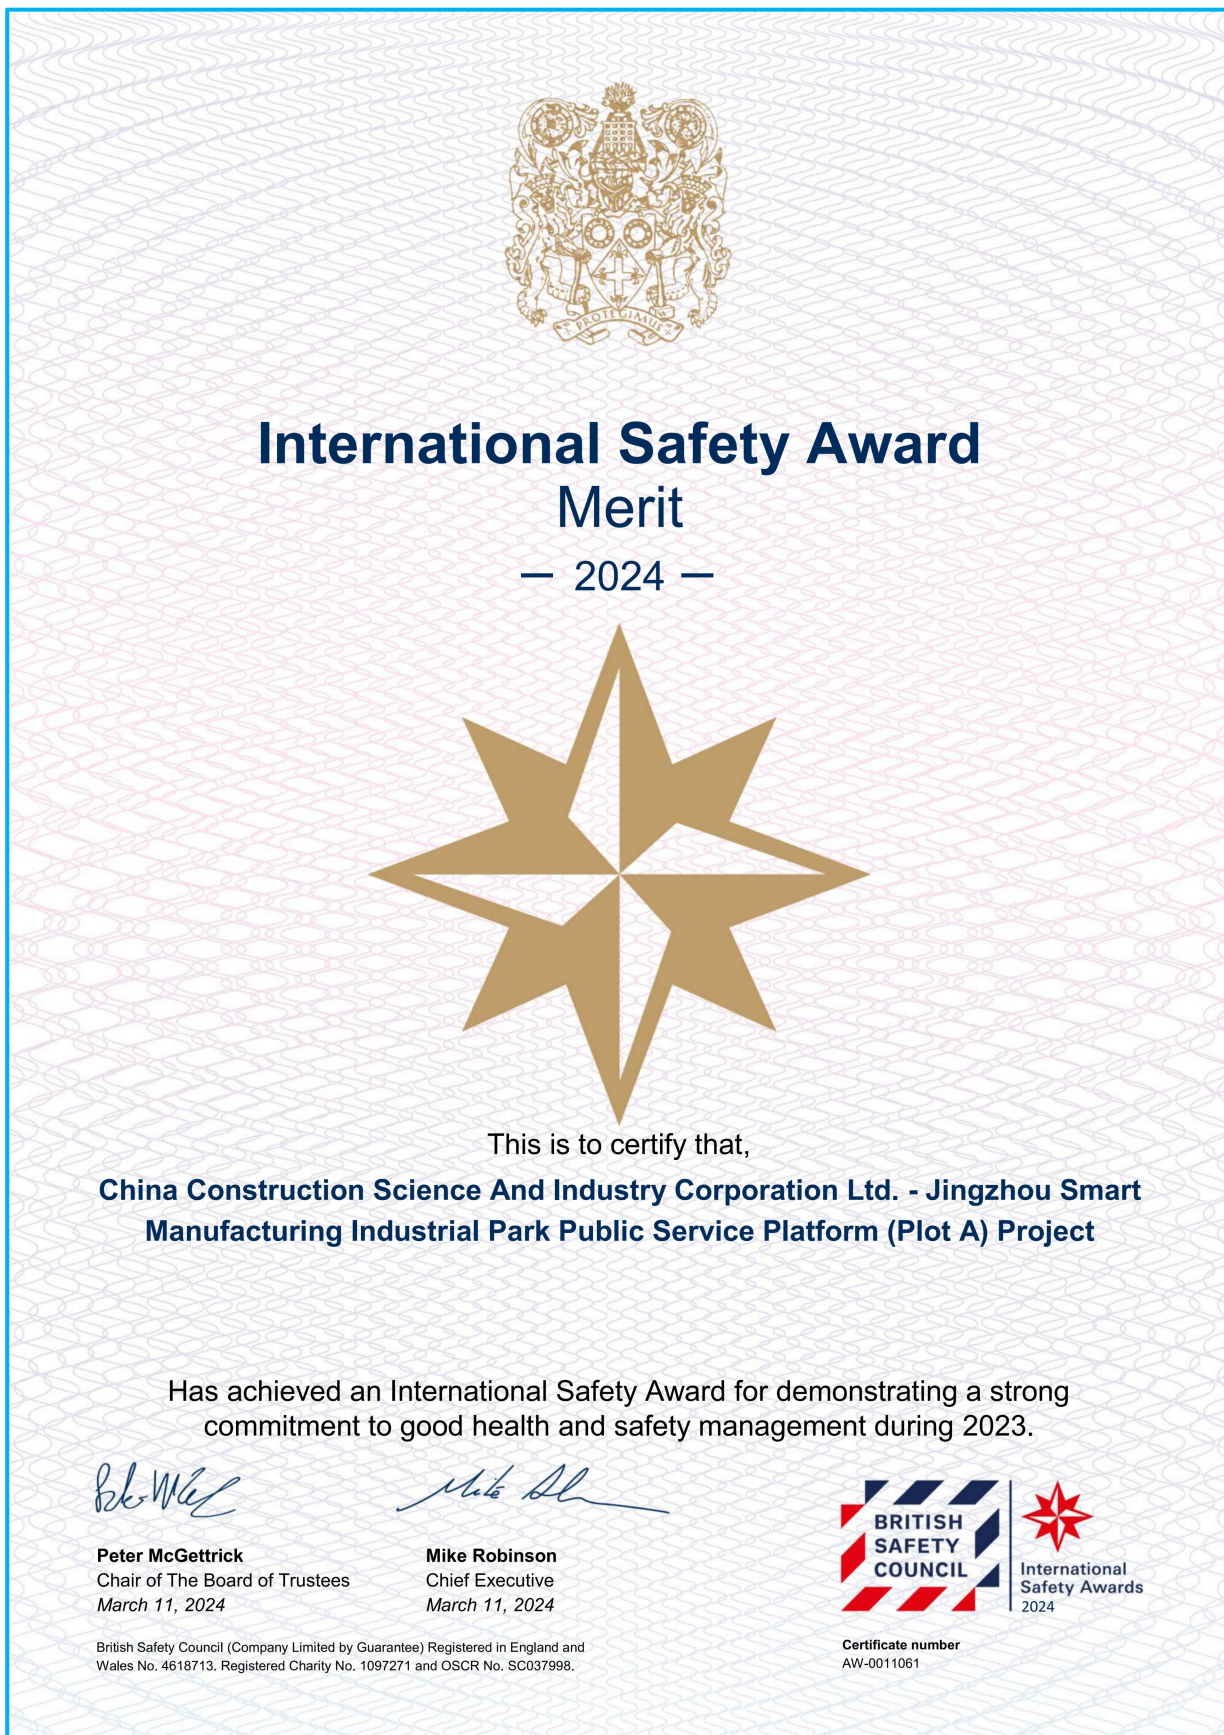 PROTEGIMUS
International Safety Award
Merit
— 2024 —
This is to certify that,
China Construction Science And Industry Corporation Ltd. - Jingzhou Smart
Manufacturing Industrial Park Public Service Platform (Plot A) Project
Has achieved an International Safety Award for demonstrating a strong
commitment to good health and safety management during 2023.
Peter McGettrick
Chair of The Board of Trustees
March 11, 2024
Mike Robinson
Chief Executive
March 11, 2024
British Safety Council (Company Limited by Guarantee) Registered in England and
Wales No. 4618713. Registered Charity No. 1097271 and OSCR No. SC037998.
BRITISH
SAFETY
COUNCIL
International
Safety Awards
2024
Certificate number
AW-0011061